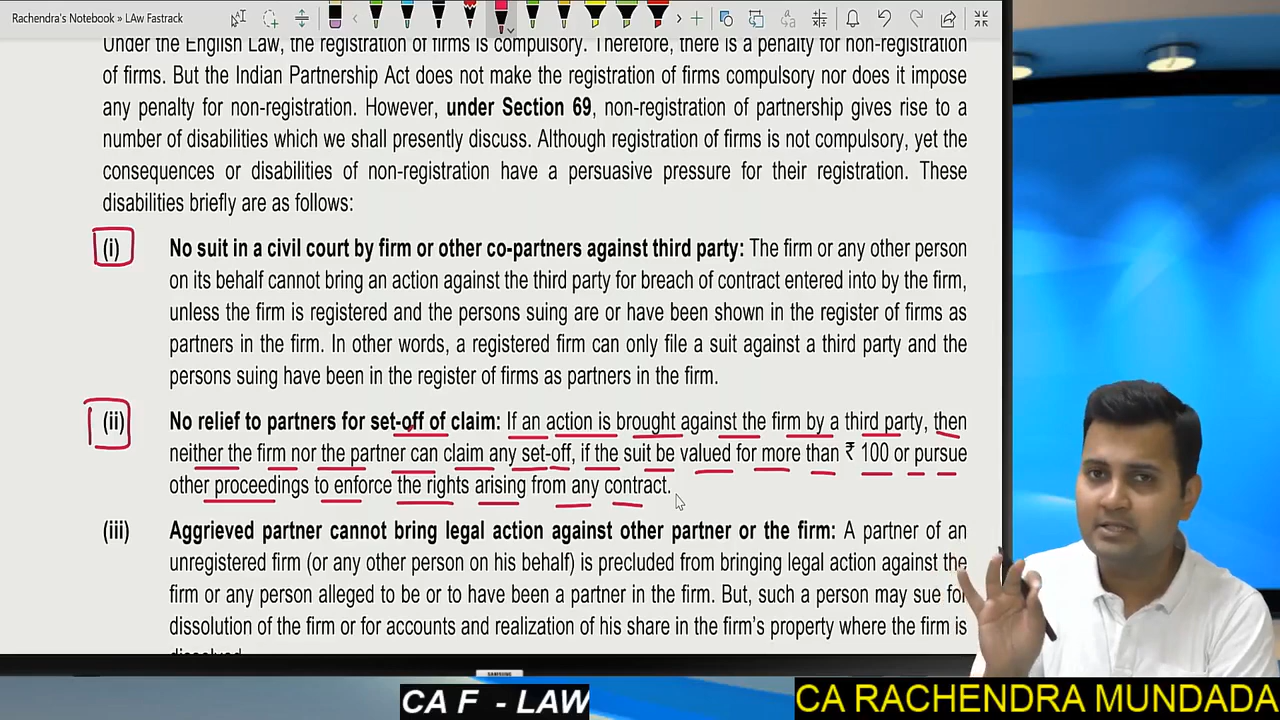 Rachendra's Notebook » LAw Fastrack
Under the English Law, the registration of firms is compulsory. Therefore, there is a penalty for non-registration
of firms. But the Indian Partnership Act does not make the registration of firms compulsory nor does it impose
any penalty for non-registration. However, under Section 69, non-registration of partnership gives rise to a
number of disabilities which we shall presently discuss. Although registration of firms is not compulsory, yet the
consequences or disabilities of non-registration have a persuasive pressure for their registration. These
disabilities briefly are as follows:
(i) No suit in a civil court by firm or other co-partners against third party: The firm or any other person
on its behalf cannot bring an action against the third party for breach of contract entered into by the firm,
unless the firm is registered and the persons suing are or have been shown in the register of firms as
partners in the firm. In other words, a registered firm can only file a suit against a third party and the
persons suing have been in the register of firms as partners in the firm.
(ii) No relief to partners for set-off of claim: If an action is brought against the firm by a third party, then
neither the firm nor the partner can claim any set-off, if the suit be valued for more than ₹ 100 or pursue
other proceedings to enforce the rights arising from any contract.
(iii) Aggrieved partner cannot bring legal action against other partner or the firm: A partner of an
unregistered firm (or any other person on his behalf) is precluded from bringing legal action against the
firm or any person alleged to be or to have been a partner in the firm. But, such a person may sue for
dissolution of the firm or for accounts and realization of his share in the firm's property where the firm is
dissolved.
SAMSUNG
CA F - LAW
CA RACHENDRA MUNDADA